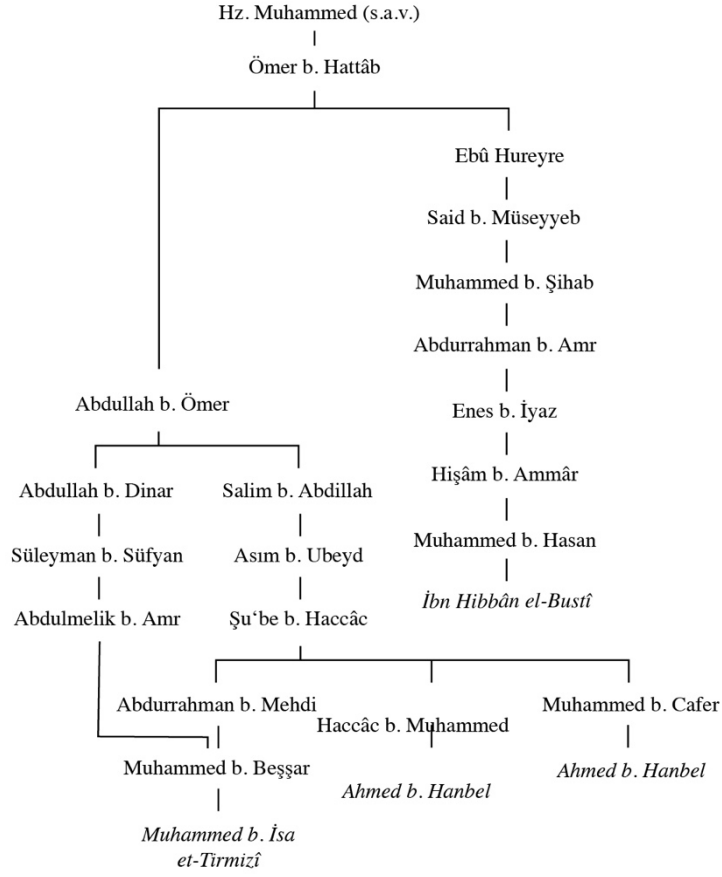 Hz. Muhammed (s.a.v.)
Ömer b. Hattâb
Ebû Hureyre
Said b. Müseyyeb
Muhammed b. Şihab
Abdurrahman b. Amr
Abdullah b. Ömer
Enes b. İyaz
Hişâm b. Ammâr
Abdullah b. Dinar
Salim b. Abdillah
Muhammed b. Hasan
Süleyman b. Süfyan
Asım b. Ubeyd
İbn Hibbân el-Bustî
Abdulmelik b. Amr
Şu‘be b. Haccâc
Abdurrahman b. Mehdi
Haccâc b. Muhammed
Muhammed b. Cafer
Muhammed b. Beşşar
Ahmed b. Hanbel
Ahmed b. Hanbel
Muhammed b. İsa
et-Tirmizî